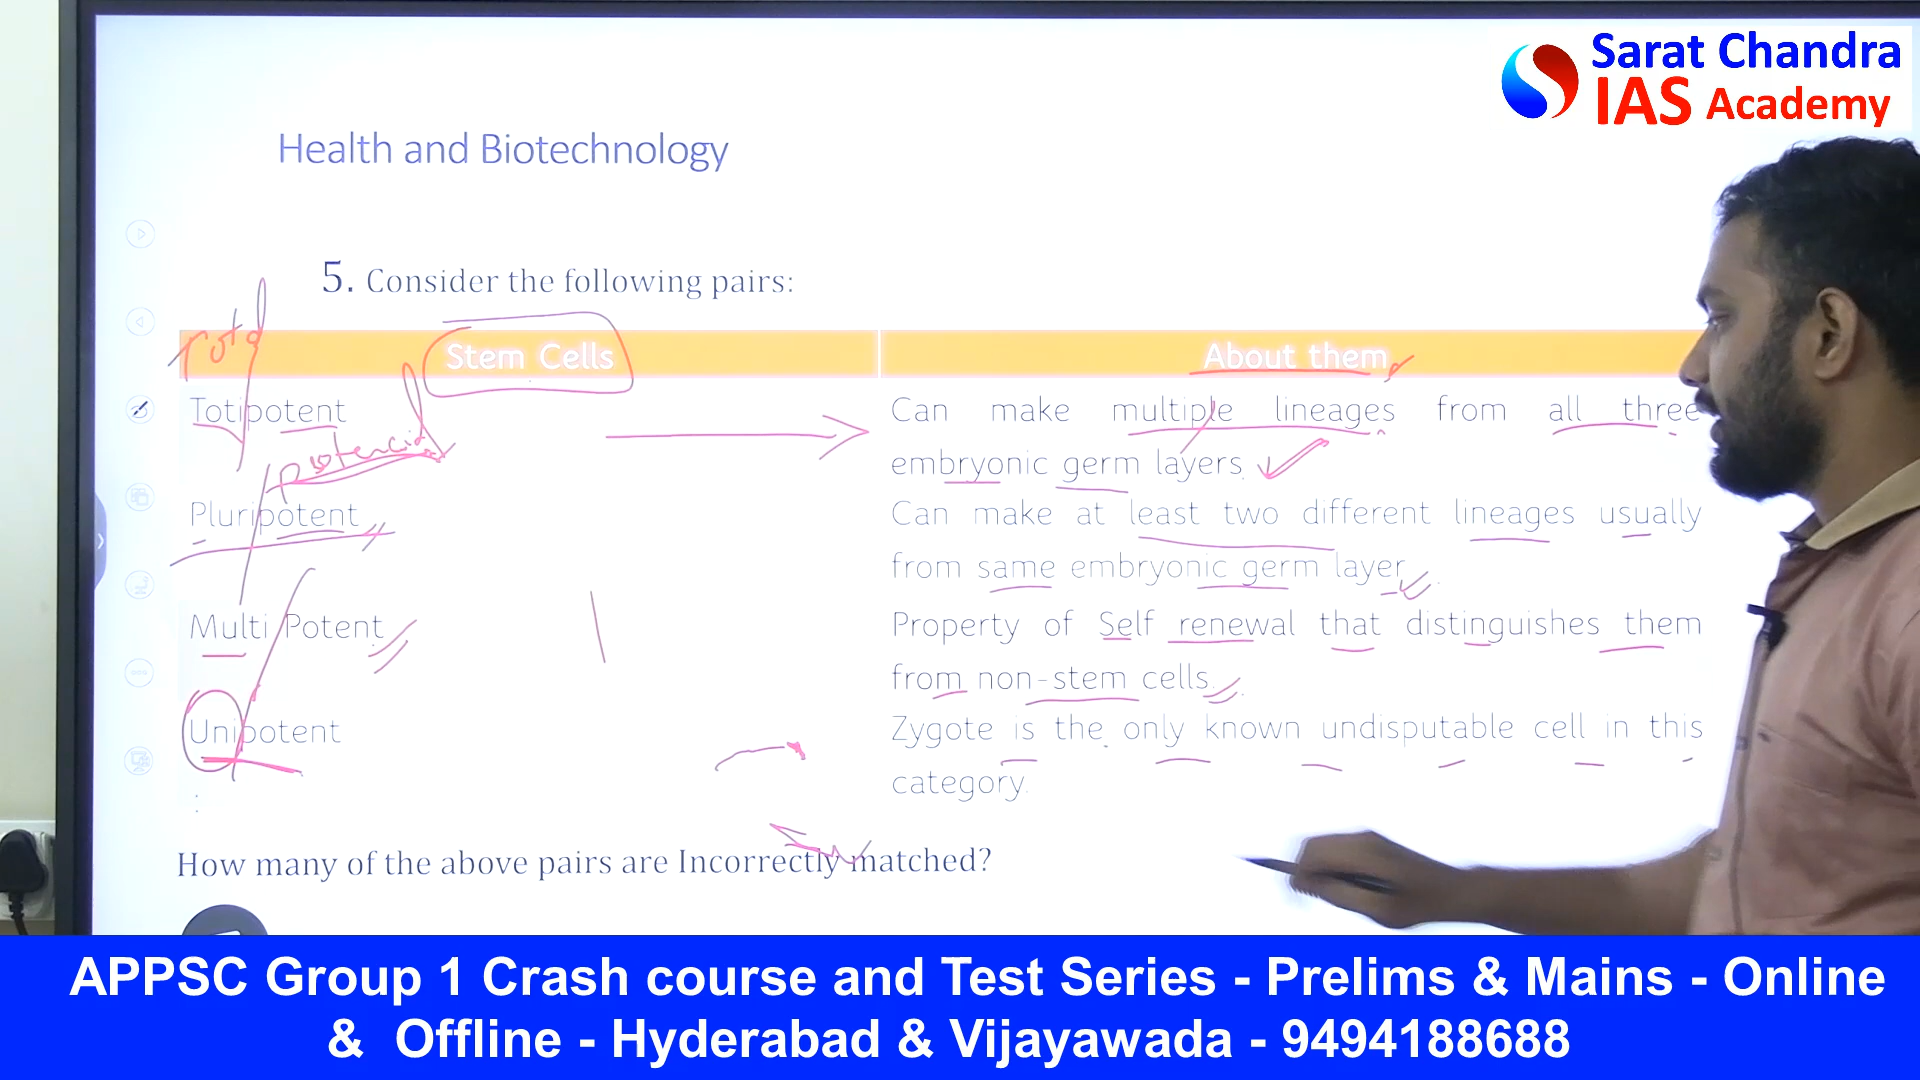 Sarat Chandra
IAS Academy
Health and Biotechnology
5. Consider the following pairs:
Total
Stem Cells
About them
Totipotent
Can make multiple lineages from all three
embryonic germ layers.
potencial
Pluripotent
Can make at least two different lineages usually
from same embryonic germ layer
Multi Potent
Property of Self renewal that distinguishes them
from non-stem cells.
Unipotent
Zygote is the only known undisputable cell in this
category.
:
How many of the above pairs are Incorrectly matched?
APPSC Group 1 Crash course and Test Series - Prelims & Mains - Online
& Offline - Hyderabad & Vijayawada - 9494188688